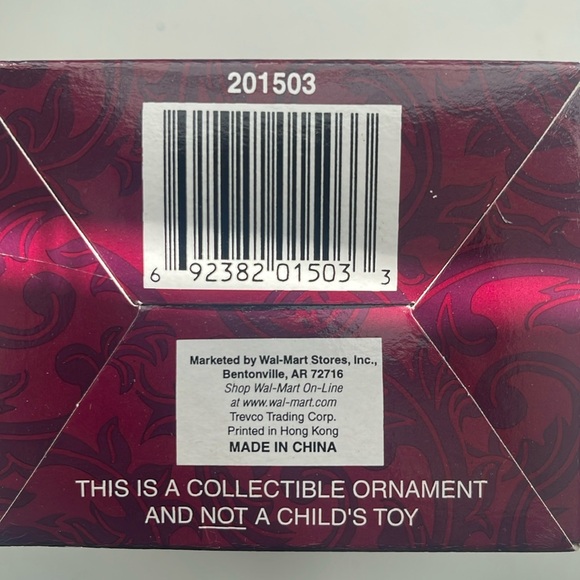 201503
6 92382 01503 3
Marketed by Wal-Mart Stores, Inc.,
Bentonville, AR 72716
Shop Wal-Mart On-Line
at www.wal-mart.com
Trevco Trading Corp.
Printed in Hong Kong
MADE IN CHINA
THIS IS A COLLECTIBLE ORNAMENT
AND NOT A CHILD'S TOY